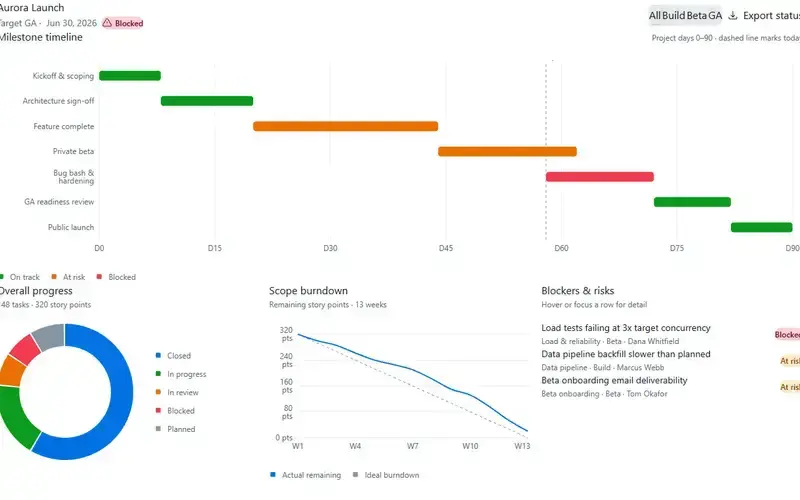 Aurora Launch
Target GA · Jun 30, 2026 Blocked
All Build Beta GA Export status
Milestone timeline
Project days 0–90 · dashed line marks today
Kickoff & scoping
Architecture sign-off
Feature complete
Private beta
Bug bash &
hardening
GA readiness review
Public launch
D0 D15 D30 D45 D60 D75 D90
On track At risk Blocked
Overall progress
148 tasks · 320 story points
Closed
In progress
In review
Blocked
Planned
Scope burndown
Remaining story points · 13 weeks
320
pts
240
pts
160
pts
80
pts
0 pts
W1 W4 W7 W10 W13
Actual remaining Ideal burndown
Blockers & risks
Hover or focus a row for detail
Load tests failing at 3x target concurrency
Load & reliability · Beta · Dana Whitfield
Blocked
Data pipeline backfill slower than planned
Data pipeline · Build · Marcus Webb
At risk
Beta onboarding email deliverability
Beta onboarding · Beta · Tom Okafor
At risk